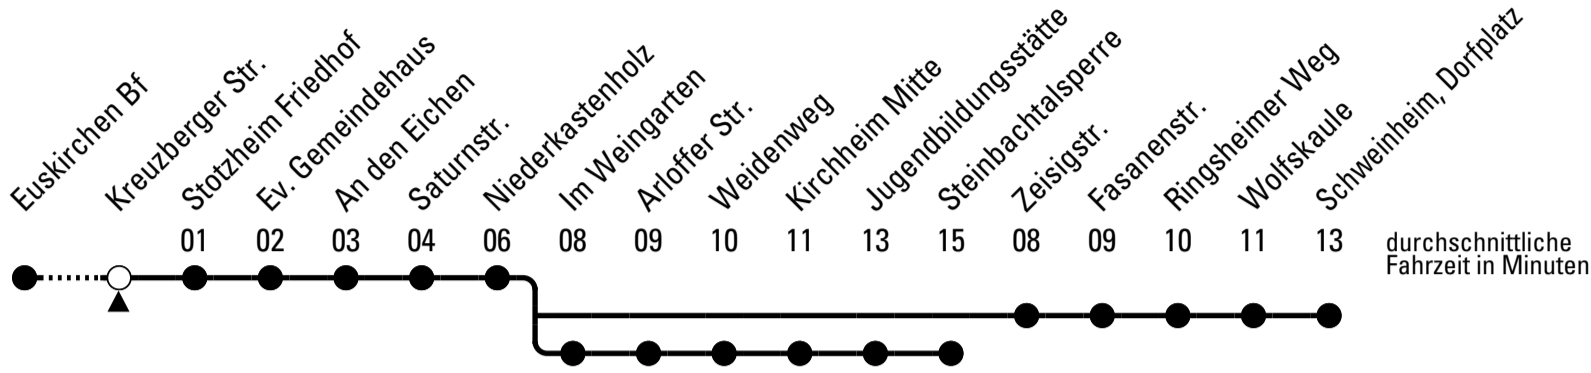 Euskirchen Bf
Kreuzberger Str.
Stotzheim Friedhof
Ev. Gemeindehaus
An den Eichen
Saturnstr.
Niederkastenholz
Im Weingarten
Arloffer Str.
Weidenweg
Kirchheim Mitte
Jugendbildungsstätte
Steinbachtalsperre
Zeisigstr.
Fasanenstr.
Ringsheimer Weg
Wolfskaule
Schweinheim, Dorfplatz
01 02 03 04 06 08 09 10 11 13 15 08 09 10 11 13
durchschnittliche
Fahrzeit in Minuten